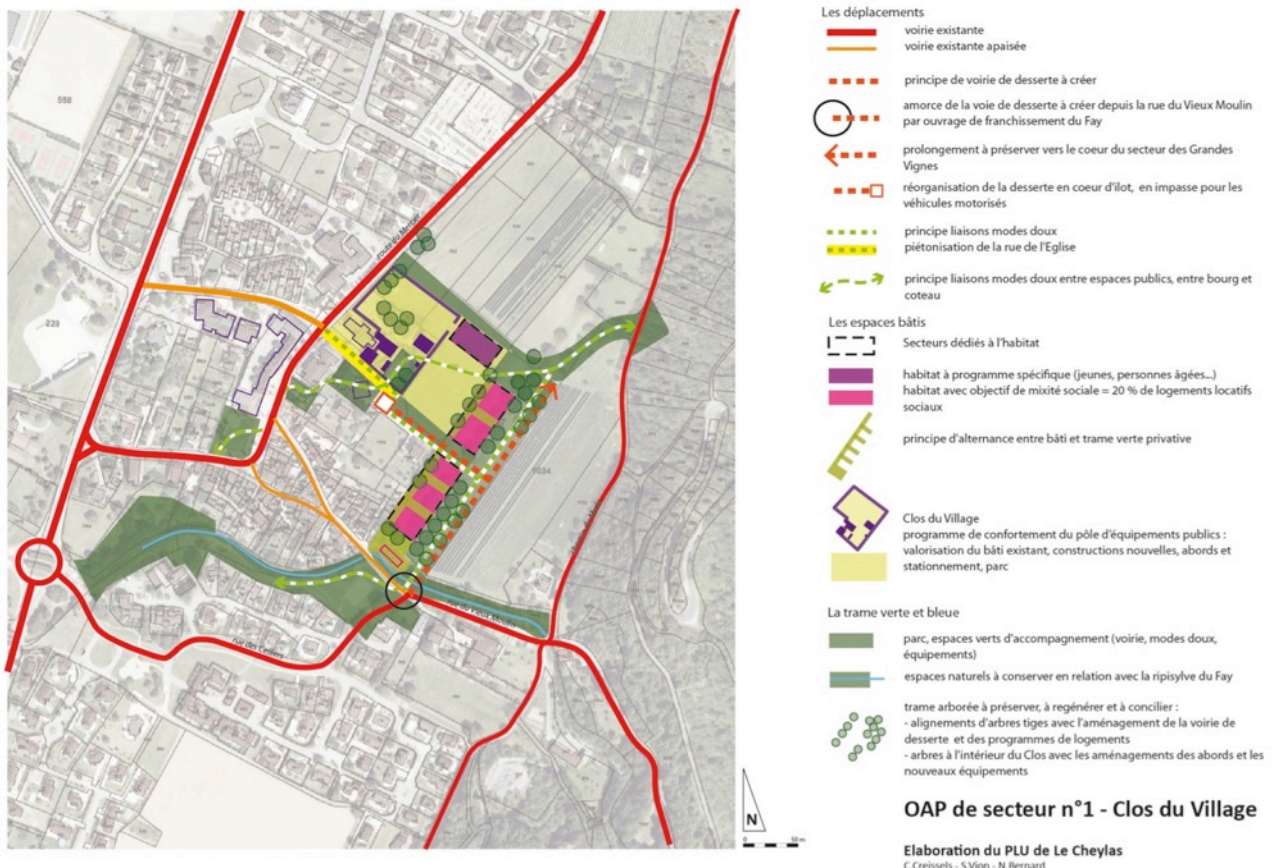 Les déplacements
voirie existante
voirie existante apaisée
principe de voirie de desserte à créer
amorce de la voie de desserte à créer depuis la rue du Vieux Moulin
par ouvrage de franchissement du Fay
prolongement à préserver vers le coeur du secteur des Grandes
Vignes
réorganisation de la desserte en coeur d'ilot, en impasse pour les
véhicules motorisés
principe liaisons modes doux
piétonisation de la rue de l'Eglise
principe liaisons modes doux entre espaces publics, entre bourg et
coteau
Les espaces bâtis
Secteurs dédiés à l'habitat
habitat à programme spécifique (jeunes, personnes âgées...)
habitat avec objectif de mixité sociale = 20 % de logements locatifs
sociaux
principe d'alternance entre bâti et trame verte privative
Clos du Village
programme de confortement du pôle d'équipements publics :
valorisation du bâti existant, constructions nouvelles, abords et
stationnement, parc
La trame verte et bleue
parc, espaces verts d'accompagnement (voirie, modes doux,
équipements)
espaces naturels à conserver en relation avec la ripisylve du Fay
trame arborée à préserver, à regénérer et à concilier :
- alignements d'arbres tiges avec l'aménagement de la voirie de
desserte et des programmes de logements
- arbres à l'intérieur du Clos avec les aménagements des abords et les
nouveaux équipements
OAP de secteur n°1 - Clos du Village
Elaboration du PLU de Le Cheylas
C.Creissels - S.Vion - N.Bernard
558
229
1034
rue du Vieux Moulin
rue des Celliers
N
0 50 m